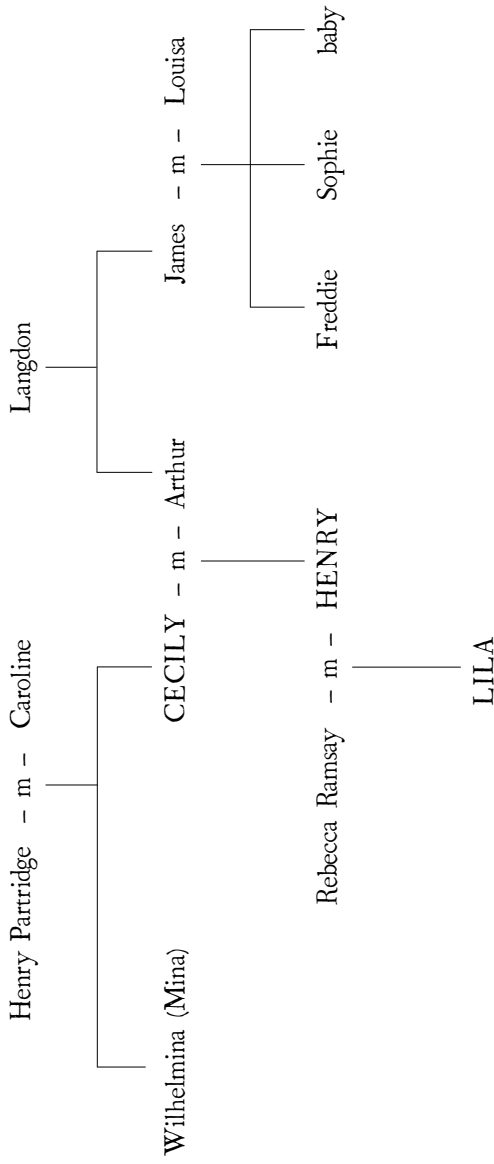 Henry Partridge – m – Caroline Langdon
Wilhelmina (Mina) CECILY – m – Arthur James – m – Louisa
Rebecca Ramsay – m – HENRY Freddie Sophie baby
LILA